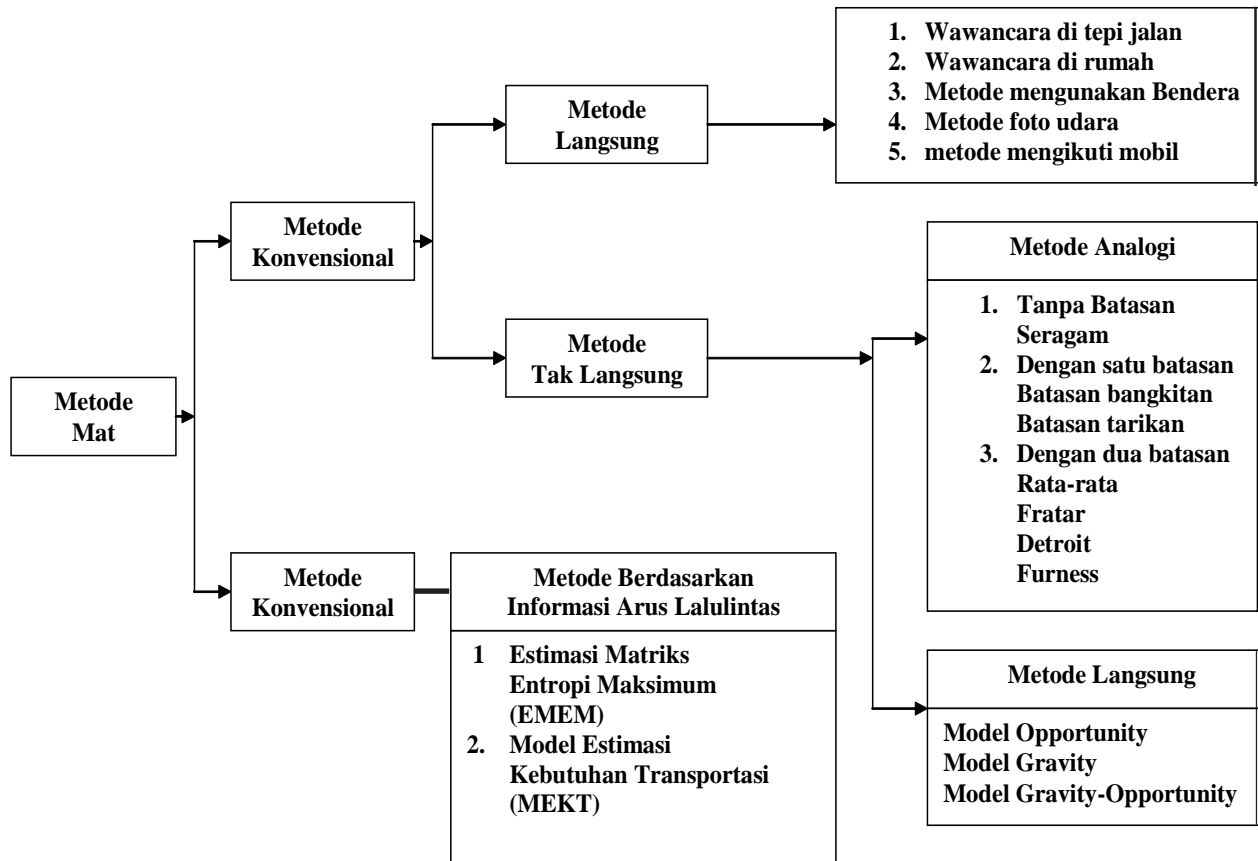 1. Wawancara di tepi jalan
2. Wawancara di rumah
3. Metode mengunakan Bendera
4. Metode foto udara
5. metode mengikuti mobil
Metode
Langsung
Metode
Konvensional
Metode Analogi
1. Tanpa Batasan
Seragam
2. Dengan satu batasan
Batasan bangkitan
Batasan tarikan
3. Dengan dua batasan
Rata-rata
Fratar
Detroit
Furness
Metode
Tak Langsung
Metode
Mat
Metode
Konvensional
Metode Berdasarkan
Informasi Arus Lalulintas
1 Estimasi Matriks
Entropi Maksimum
(EMEM)
2. Model Estimasi
Kebutuhan Transportasi
(MEKT)
Metode Langsung
Model Opportunity
Model Gravity
Model Gravity-Opportunity